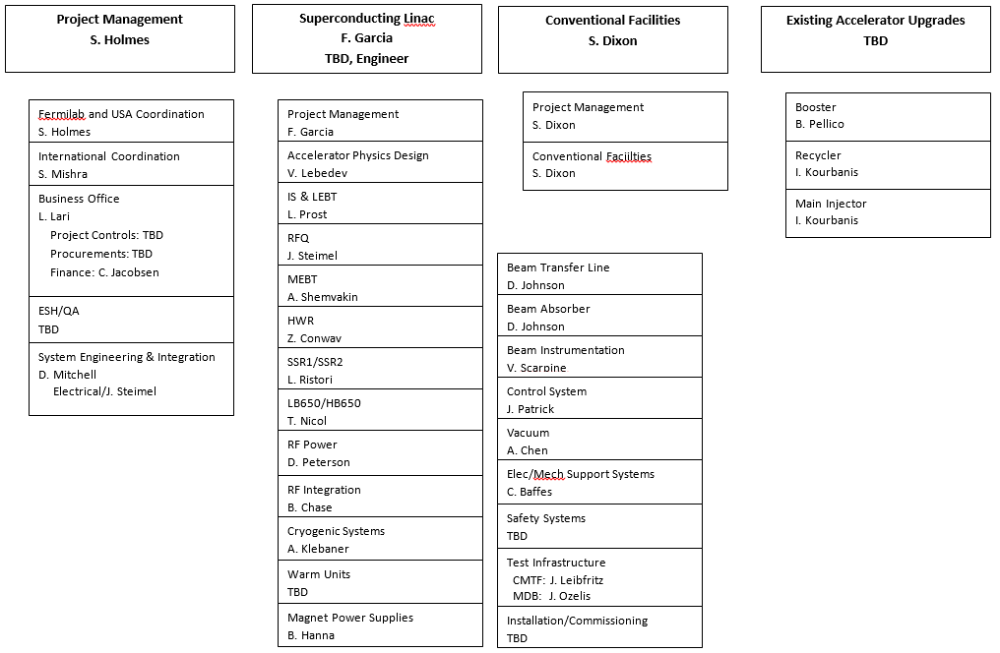 Project Management
S. Holmes
Fermilab and USA Coordination
S. Holmes
International Coordination
S. Mishra
Business Office
L. Lari
Project Controls: TBD
Procurements: TBD
Finance: C. Jacobsen
ESH/QA
TBD
System Engineering & Integration
D. Mitchell
Electrical/J. Steimel
Superconducting Linac
F. Garcia
TBD, Engineer
Project Management
F. Garcia
Accelerator Physics Design
V. Lebedev
IS & LEBT
L. Prost
RFQ
J. Steimel
MEBT
A. Shemyakin
HWR
Z. Conway
SSR1/SSR2
L. Ristori
LB650/HB650
T. Nicol
RF Power
D. Peterson
RF Integration
B. Chase
Cryogenic Systems
A. Klebaner
Warm Units
TBD
Magnet Power Supplies
B. Hanna
Conventional Facilities
S. Dixon
Project Management
S. Dixon
Conventional Faciilties
S. Dixon
Beam Transfer Line
D. Johnson
Beam Absorber
D. Johnson
Beam Instrumentation
V. Scarpine
Control System
J. Patrick
Vacuum
A. Chen
Elec/Mech Support Systems
C. Baffes
Safety Systems
TBD
Test Infrastructure
CMTF: J. Leibfritz
MDB: J. Ozelis
Installation/Commissioning
TBD
Existing Accelerator Upgrades
TBD
Booster
B. Pellico
Recycler
I. Kourbanis
Main Injector
I. Kourbanis